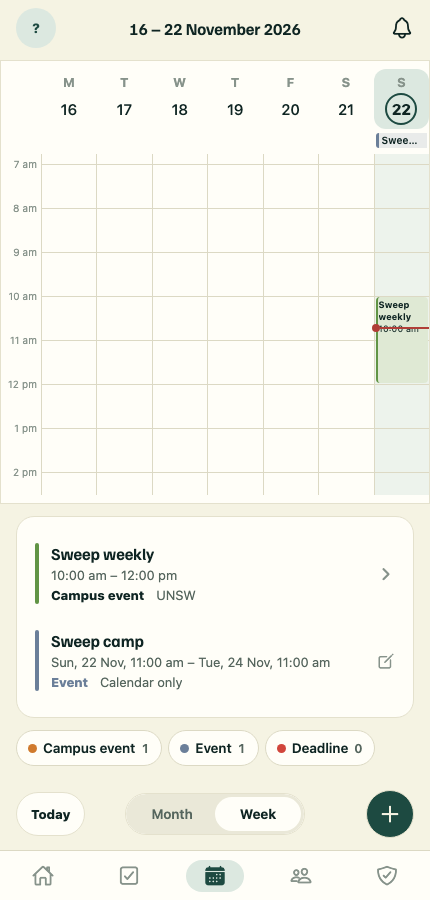 ?
16 – 22 November 2026
M T W T F S S
16 17 18 19 20 21 22
Swee...
7 am
8 am
9 am
10 am
Sweep
weekly
10:00 am
11 am
12 pm
1 pm
2 pm
Sweep weekly
10:00 am – 12:00 pm
Campus event UNSW
Sweep camp
Sun, 22 Nov, 11:00 am – Tue, 24 Nov, 11:00 am
Event Calendar only
Campus event 1 Event 1 Deadline 0
Today Month Week